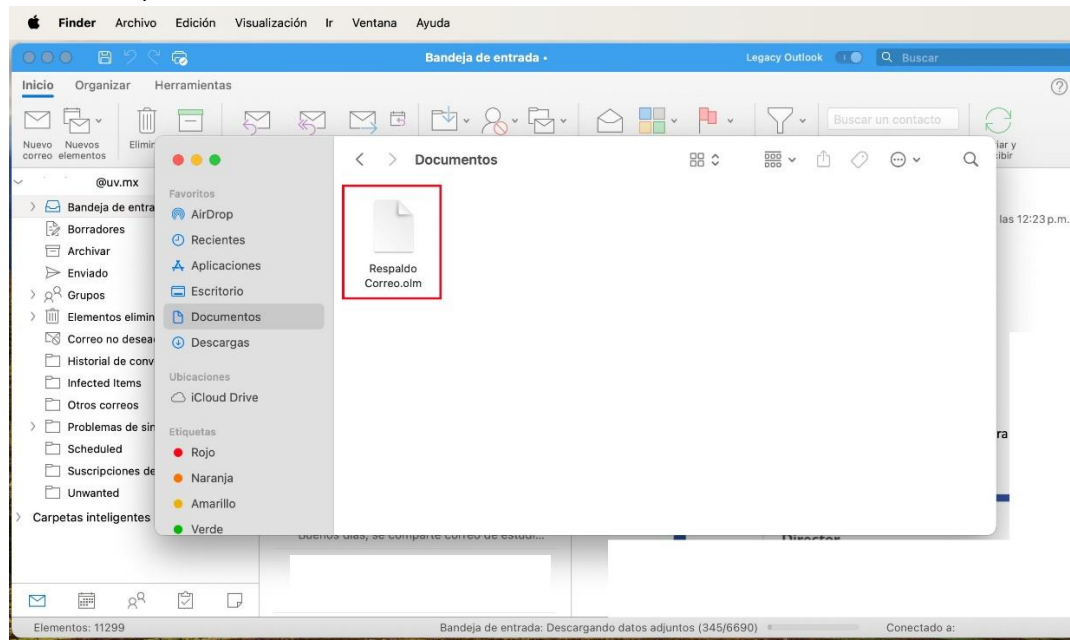 Finder Archivo Edición Visualización Ir Ventana Ayuda
Bandeja de entrada • Legacy Outlook Buscar
Inicio Organizar Herramientas
Buscar un contacto
Nuevo correo
Nuevos elementos
@uv.mx
Bandeja de entra
Borradores
Archivar
Enviado
Grupos
Elementos elimin
Correo no desea
Historial de conv
Infected Items
Otros correos
Problemas de sin
Scheduled
Suscripciones de
Unwanted
Carpetas inteligentes
Documentos
Favoritos
AirDrop
Recientes
Aplicaciones
Escritorio
Documentos
Descargas
Ubicaciones
iCloud Drive
Etiquetas
Rojo
Naranja
Amarillo
Verde
Respaldo
Correo.olm
las 12:23 p.m.
Elementos: 11299 Bandeja de entrada: Descargando datos adjuntos (345/6690) Conectado a: